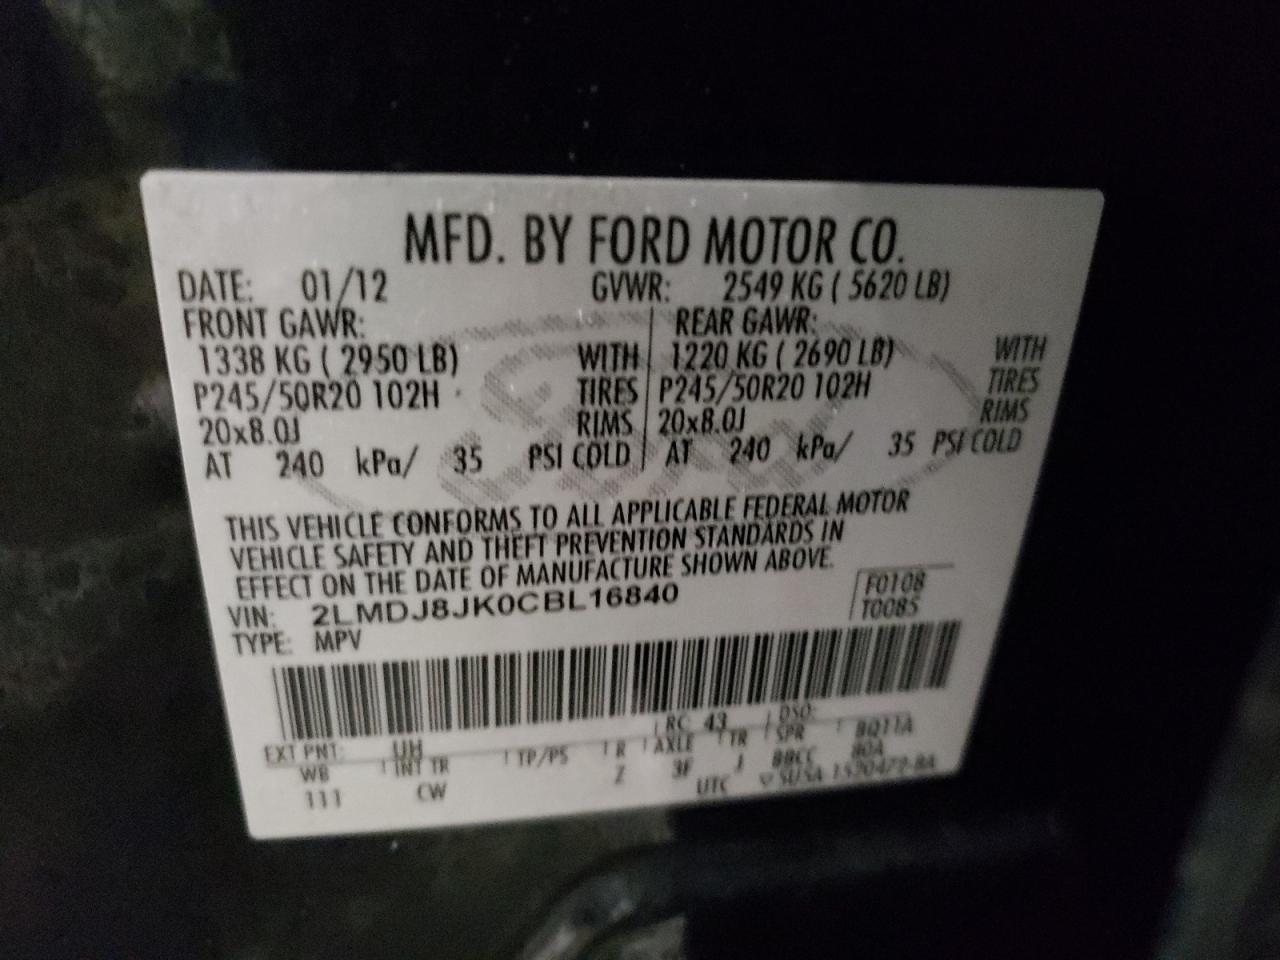 MFD. BY FORD MOTOR CO.
DATE: 01/12 GVWR: 2549 KG ( 5620 LB)
FRONT GAWR: REAR GAWR:
1338 KG ( 2950 LB) WITH 1220 KG ( 2690 LB) WITH
P245/50R20 102H TIRES P245/50R20 102H TIRES
20x8.0J RIMS 20x8.0J RIMS
AT 240 kPa/ 35 PSI COLD AT 240 kPa/ 35 PSI COLD
THIS VEHICLE CONFORMS TO ALL APPLICABLE FEDERAL MOTOR
VEHICLE SAFETY AND THEFT PREVENTION STANDARDS IN
EFFECT ON THE DATE OF MANUFACTURE SHOWN ABOVE.
VIN: 2LMDJ8JK0CBL16840 F0108
TYPE: MPV T0085
EXT PNT: UH RC: 43 DSO:
WB INT TR TP/PS R AXLE TR SPR 8Q11A
111 CW Z 3F J BBCC 80A
UTC